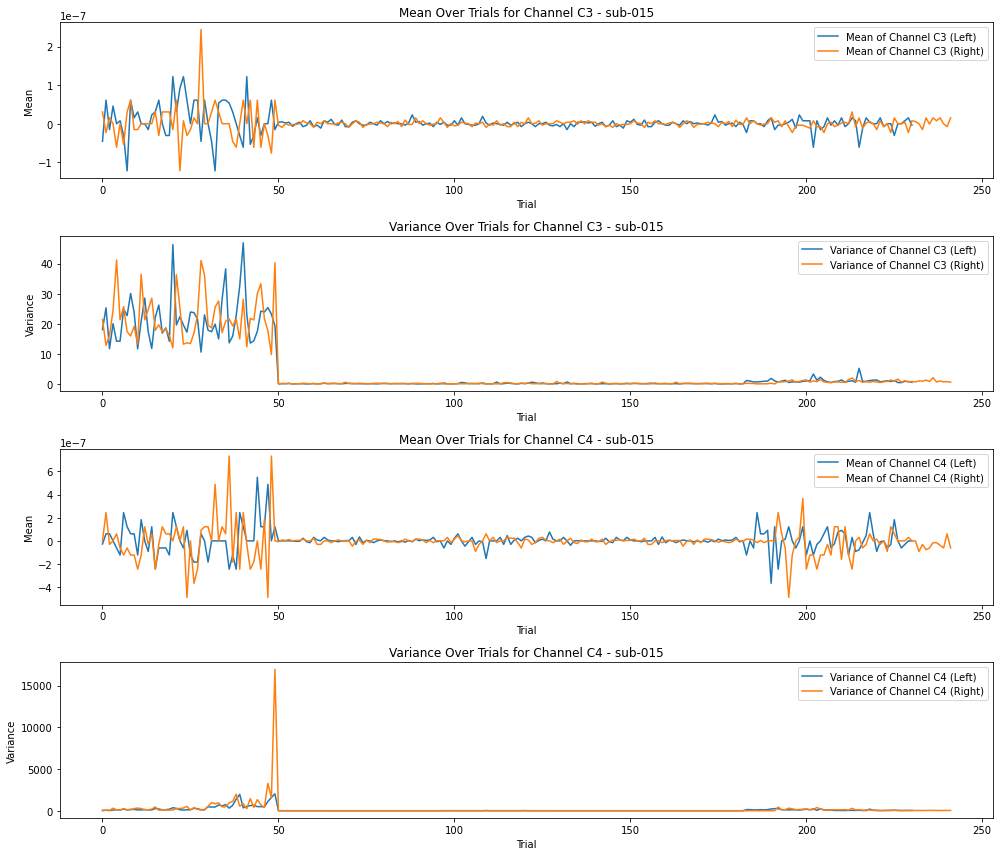 Mean Over Trials for Channel C3 - sub-015
1e−7
Mean of Channel C3 (Left)
Mean of Channel C3 (Right)
2
1
0
−1
Mean
0 50 100 150 200 250
Trial
Variance Over Trials for Channel C3 - sub-015
Variance of Channel C3 (Left)
Variance of Channel C3 (Right)
40
30
20
10
0
Variance
0 50 100 150 200 250
Trial
Mean Over Trials for Channel C4 - sub-015
1e−7
Mean of Channel C4 (Left)
Mean of Channel C4 (Right)
6
4
2
0
−2
−4
Mean
0 50 100 150 200 250
Trial
Variance Over Trials for Channel C4 - sub-015
Variance of Channel C4 (Left)
Variance of Channel C4 (Right)
15000
10000
5000
0
Variance
0 50 100 150 200 250
Trial